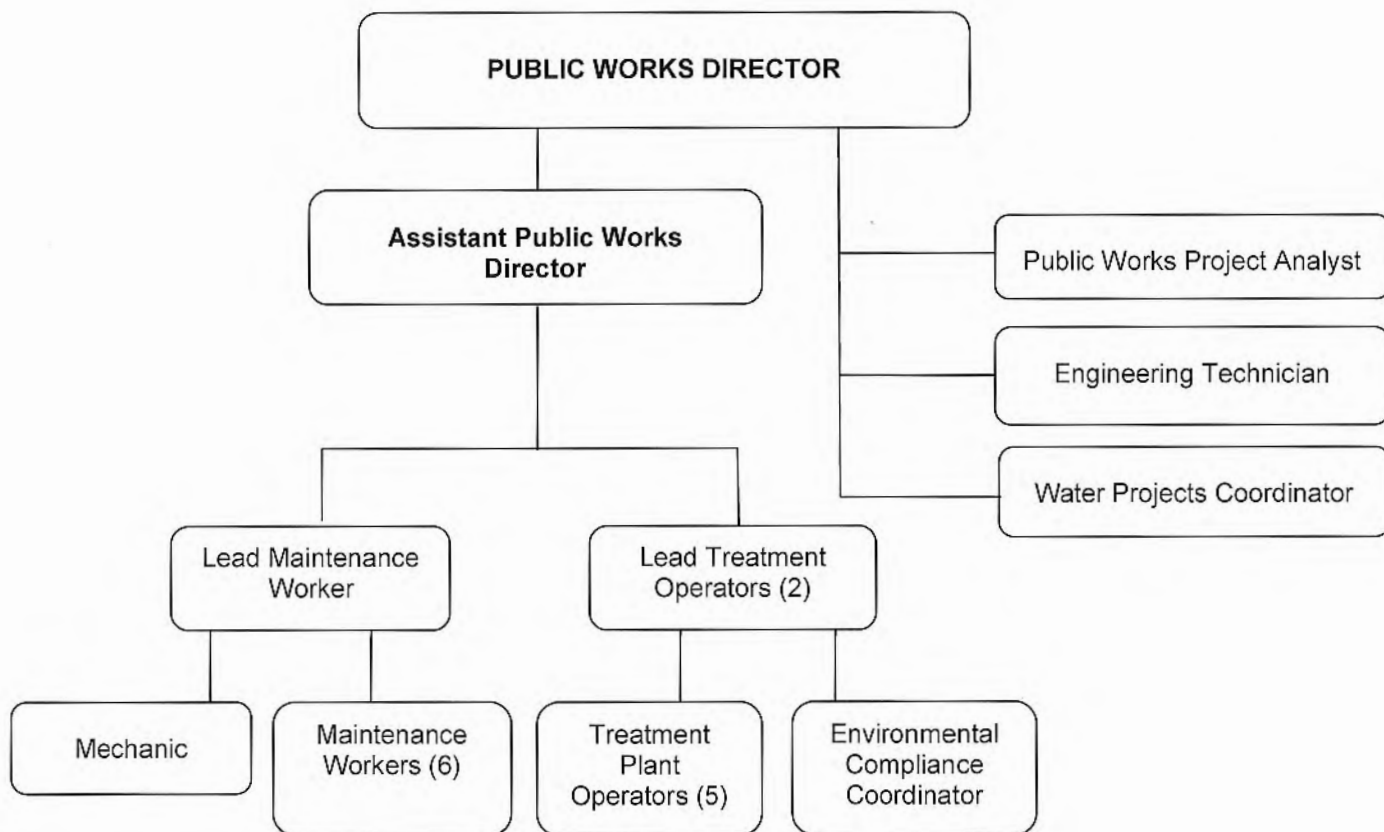 PUBLIC WORKS DIRECTOR
Assistant Public Works
Director
Public Works Project Analyst
Engineering Technician
Water Projects Coordinator
Lead Maintenance
Worker
Lead Treatment
Operators (2)
Mechanic
Maintenance
Workers (6)
Treatment
Plant
Operators (5)
Environmental
Compliance
Coordinator